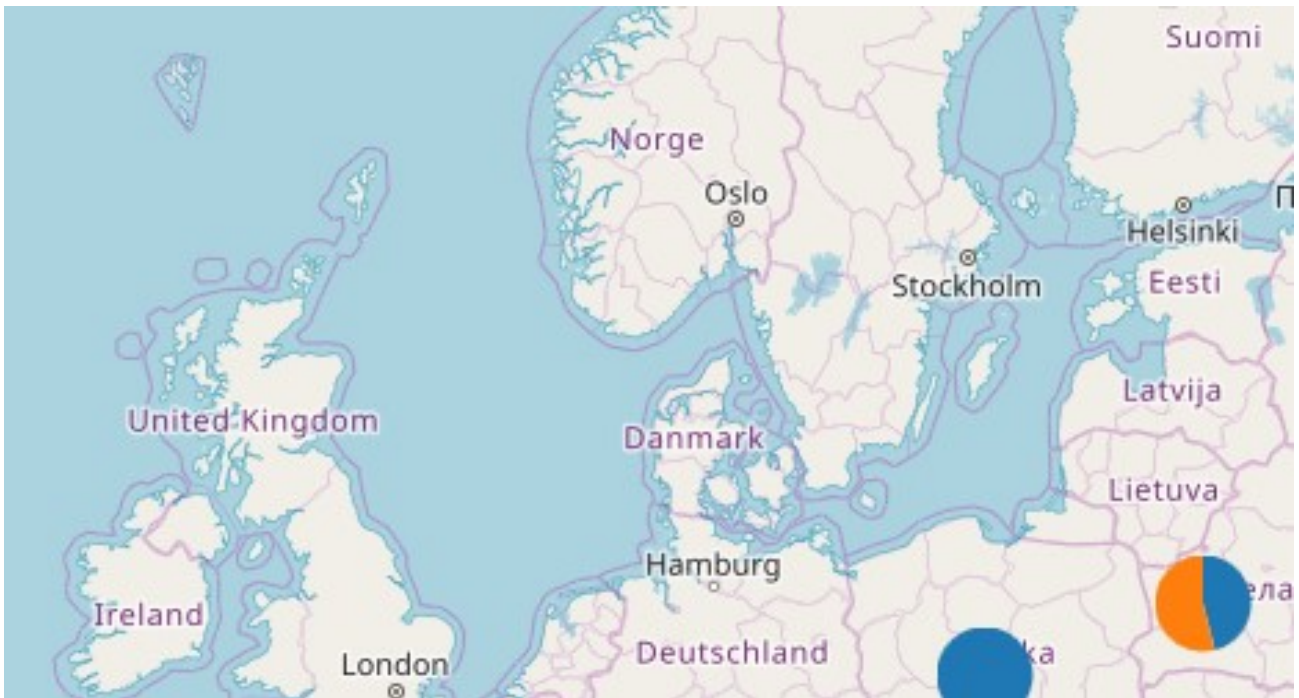 Suomi
Norge
Oslo
Helsinki
Stockholm
Eesti
Latvija
United Kingdom
Danmark
Lietuva
Hamburg
Ireland
Deutschland
London